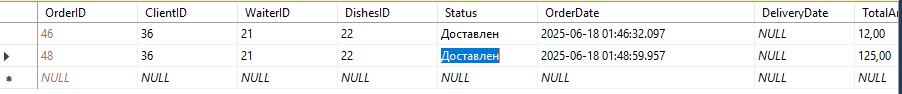 OrderID ClientID WaiterID DishesID Status OrderDate DeliveryDate TotalAr
46 36 21 22 Доставлен 2025-06-18 01:46:32.097 NULL 12,00
48 36 21 22 Доставлен 2025-06-18 01:48:59.957 NULL 125,00
NULL NULL NULL NULL NULL NULL NULL NULL